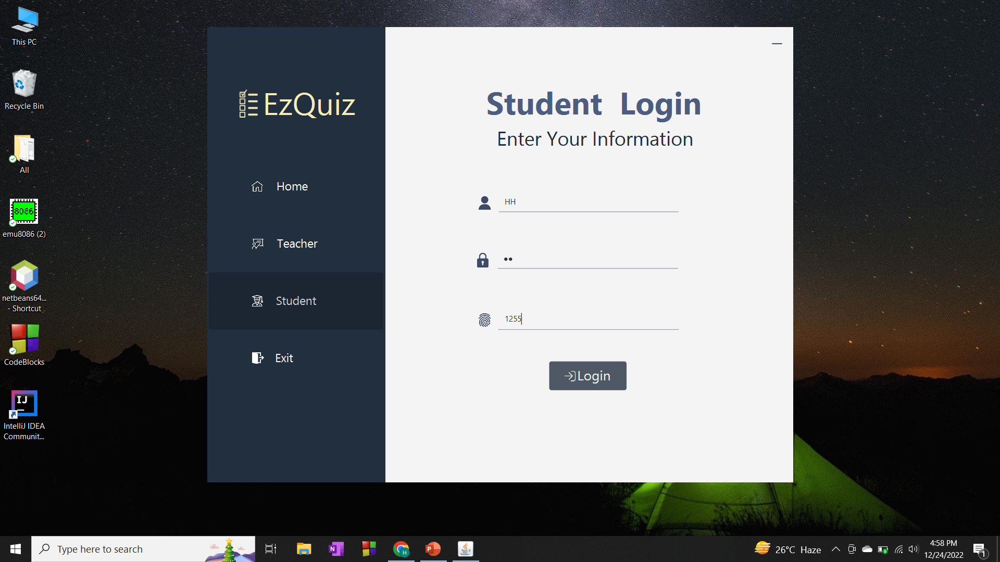 This PC
Recycle Bin
All
8086
emu8086 (2)
netbeans64...
- Shortcut
CodeBlocks
IJ
IntelliJ IDEA
Communit...
EzQuiz
Home
Teacher
Student
Exit
Student Login
Enter Your Information
HH
••
1255
Login
Type here to search
N
H
P
26°C Haze
4:58 PM
12/24/2022
1